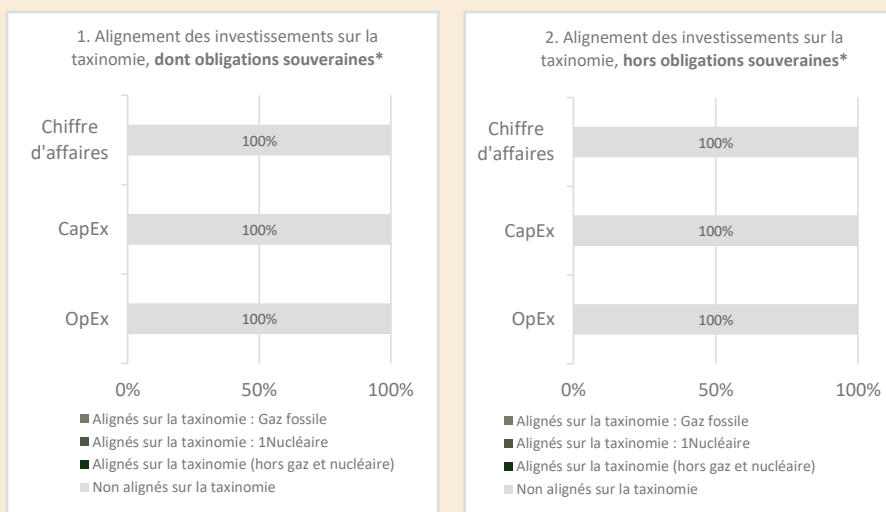 1. Alignement des investissements sur la
taxinomie, dont obligations souveraines*
Chiffre
d'affaires
100%
CapEx
100%
OpEx
100%
0%
50%
100%
Alignés sur la taxinomie : Gaz fossile
Alignés sur la taxinomie : 1Nucléaire
Alignés sur la taxinomie (hors gaz et nucléaire)
Non alignés sur la taxinomie
2. Alignement des investissements sur la
taxinomie, hors obligations souveraines*
Chiffre
d'affaires
100%
CapEx
100%
OpEx
100%
0%
50%
100%
Alignés sur la taxinomie : Gaz fossile
Alignés sur la taxinomie : 1Nucléaire
Alignés sur la taxinomie (hors gaz et nucléaire)
Non alignés sur la taxinomie